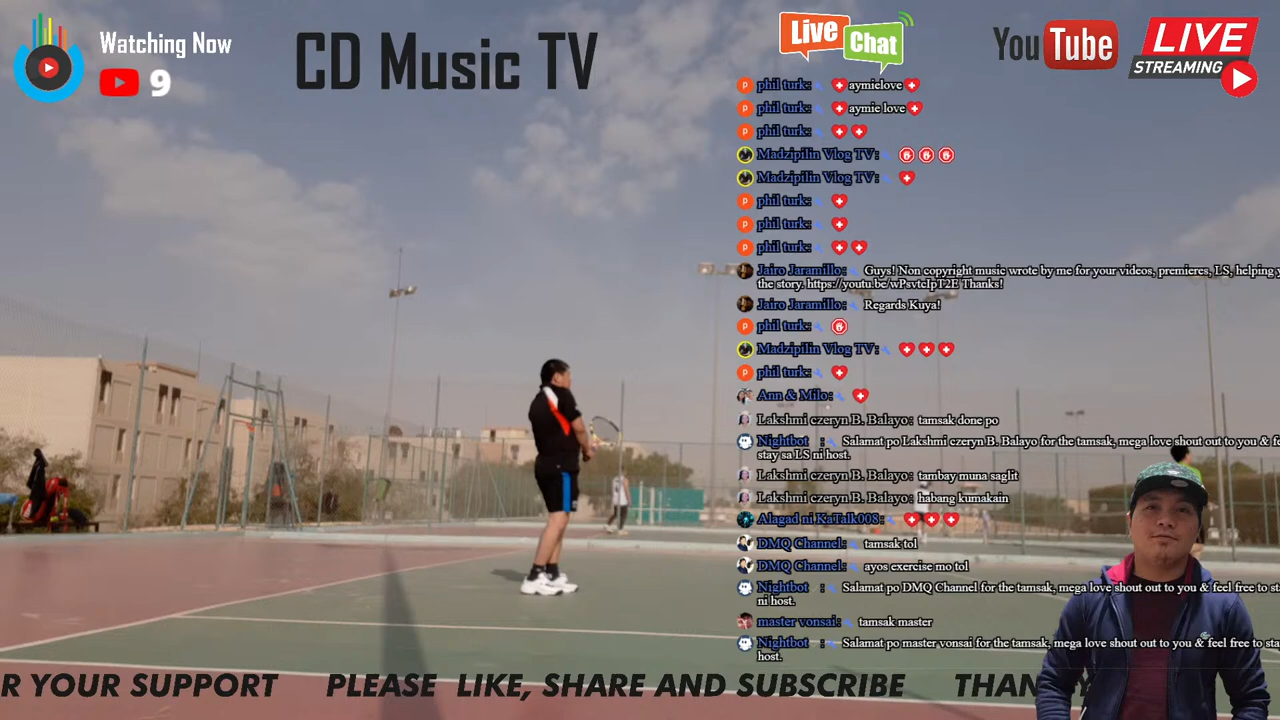 Watching Now
9
CD Music TV
Live Chat
YouTube
LIVE
STREAMING
phil turk: aymielove
phil turk: aymie love
phil turk:
Madzipilin Vlog TV:
Madzipilin Vlog TV:
phil turk:
phil turk:
phil turk:
Jairo Jaramillo: Guys! Non copyright music wrote by me for your videos, premieres, LS, helping
the story. https://youtu.be/wPsvtcIpT2E Thanks!
Jairo Jaramillo: Regards Kuya!
phil turk:
Madzipilin Vlog TV:
phil turk:
Ann & Milo:
Lakshmi czeryn B. Balayo: tamsak done po
Nightbot : Salamat po Lakshmi czeryn B. Balayo for the tamsak, mega love shout out to you &
stay sa LS ni host.
Lakshmi czeryn B. Balayo: tambay muna saglit
Lakshmi czeryn B. Balayo: habang kumakain
Alagad ni KaTalk008:
DMQ Channel: tamsak tol
DMQ Channel: ayos exercise mo tol
Nightbot : Salamat po DMQ Channel for the tamsak, mega love shout out to you & feel free to
ni host.
master vonsai: tamsak master
Nightbot : Salamat po master vonsai for the tamsak, mega love shout out to you & feel free to
host.
R YOUR SUPPORT PLEASE LIKE, SHARE AND SUBSCRIBE